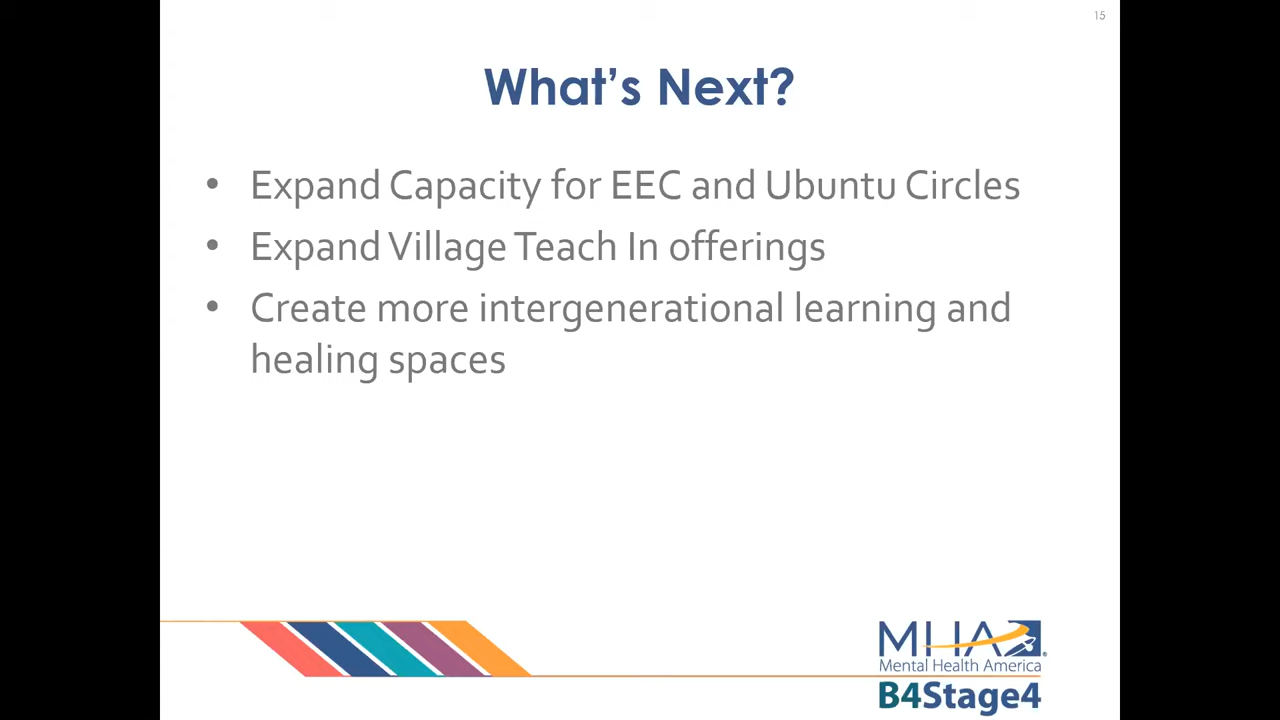 15
What's Next?
• Expand Capacity for EEC and Ubuntu Circles
• Expand Village Teach In offerings
• Create more intergenerational learning and
healing spaces
MHA®
Mental Health America
B4Stage4